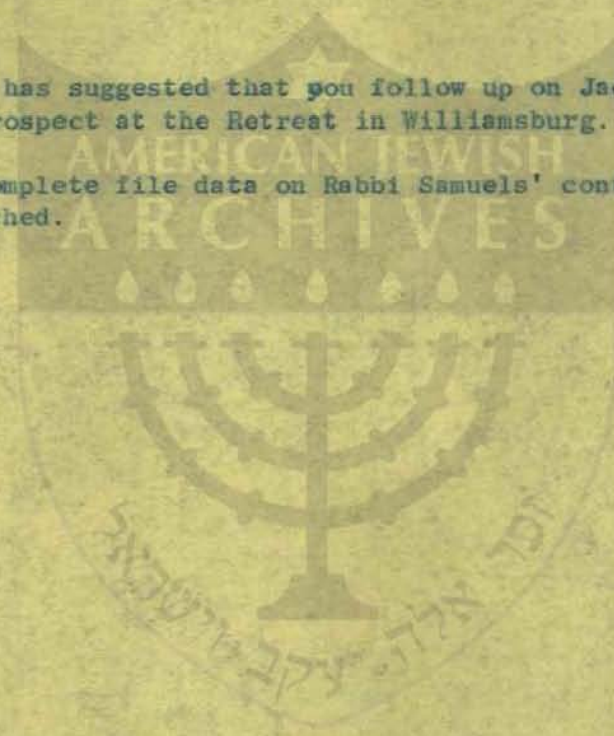 has suggested that you follow up on Ja
rospect at the Retreat in Williamsburg.
mplete file data on Rabbi Samuels' con
hed.
AMERICAN JEWISH
ARCHIVES